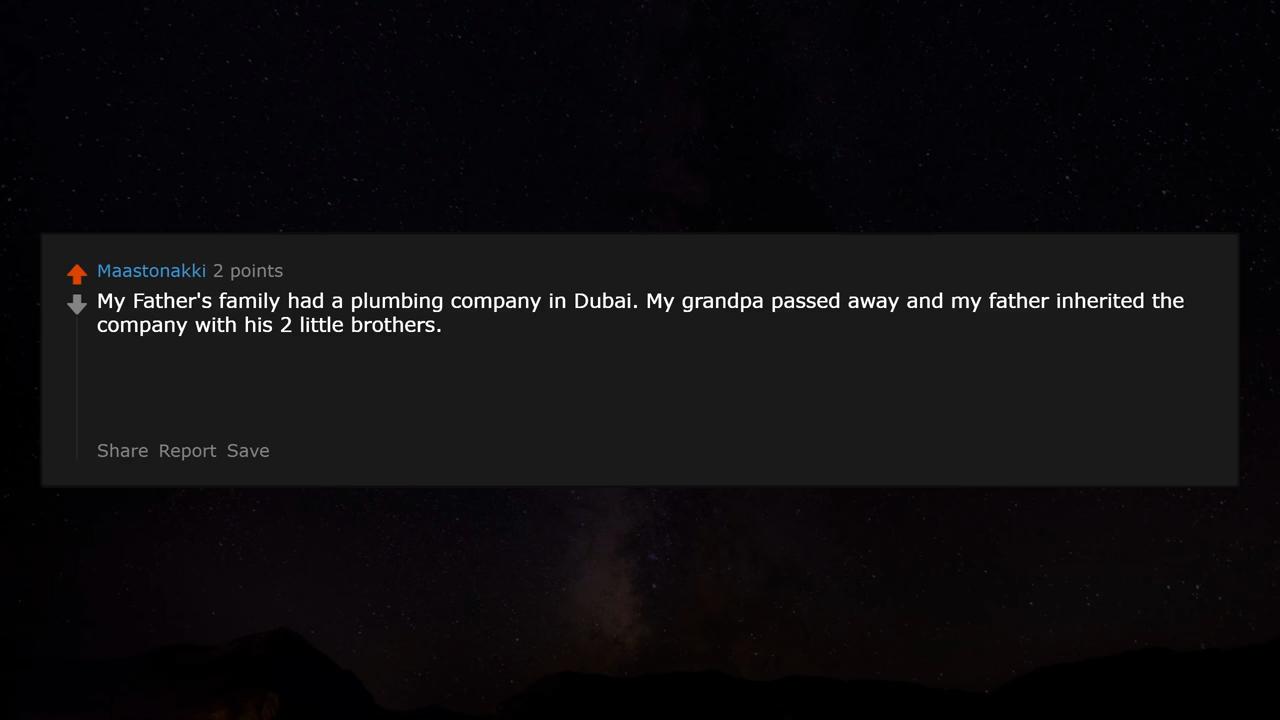 Maastonakki 2 points
My Father's family had a plumbing company in Dubai. My grandpa passed away and my father inherited the
company with his 2 little brothers.
Share Report Save